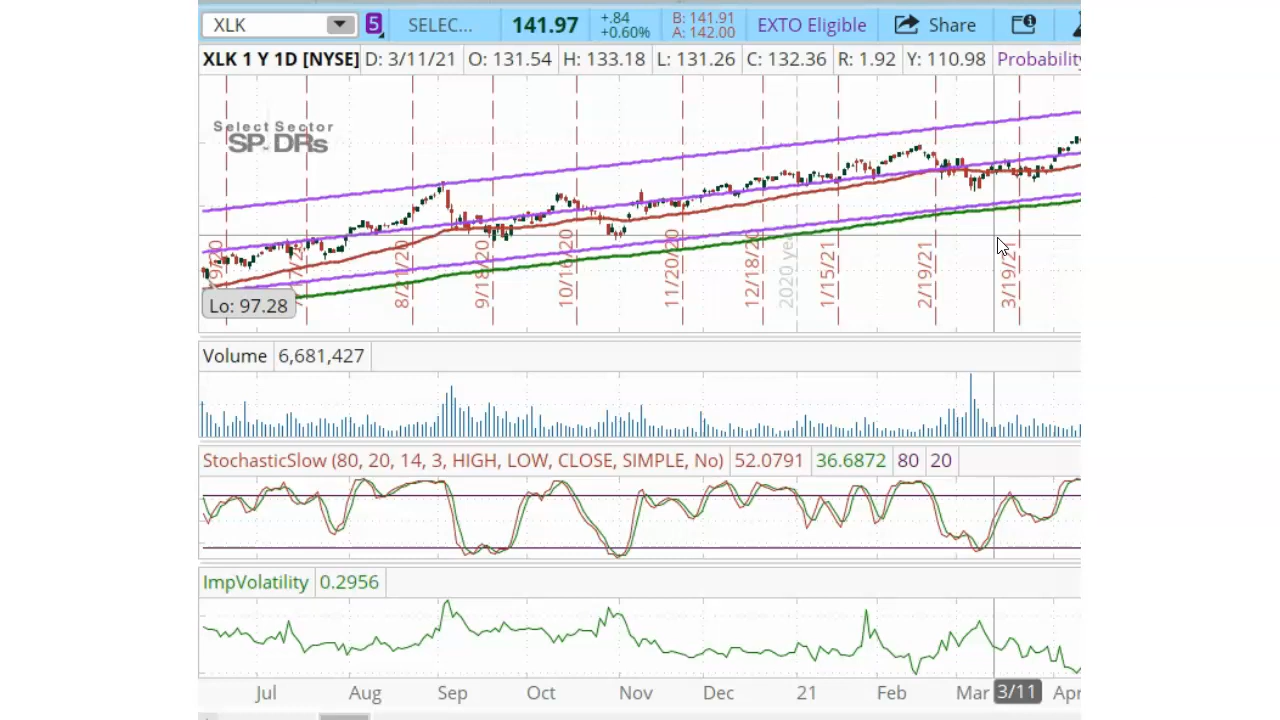 XLK 5 SELEC... 141.97 +.84 +0.60% B: 141.91 A: 142.00 EXTO Eligible Share
XLK 1 Y 1D [NYSE] D: 3/11/21 O: 131.54 H: 133.18 L: 131.26 C: 132.36 R: 1.92 Y: 110.98 Probability
Select Sector
SPDRs
8/21/20 9/18/20 10/16/20 11/20/20 12/18/20 2020 year 1/15/21 2/19/21 3/19/21
Lo: 97.28
Volume 6,681,427
StochasticSlow (80, 20, 14, 3, HIGH, LOW, CLOSE, SIMPLE, No) 52.0791 36.6872 80 20
ImpVolatility 0.2956
Jul Aug Sep Oct Nov Dec 21 Feb Mar 3/11 Apr